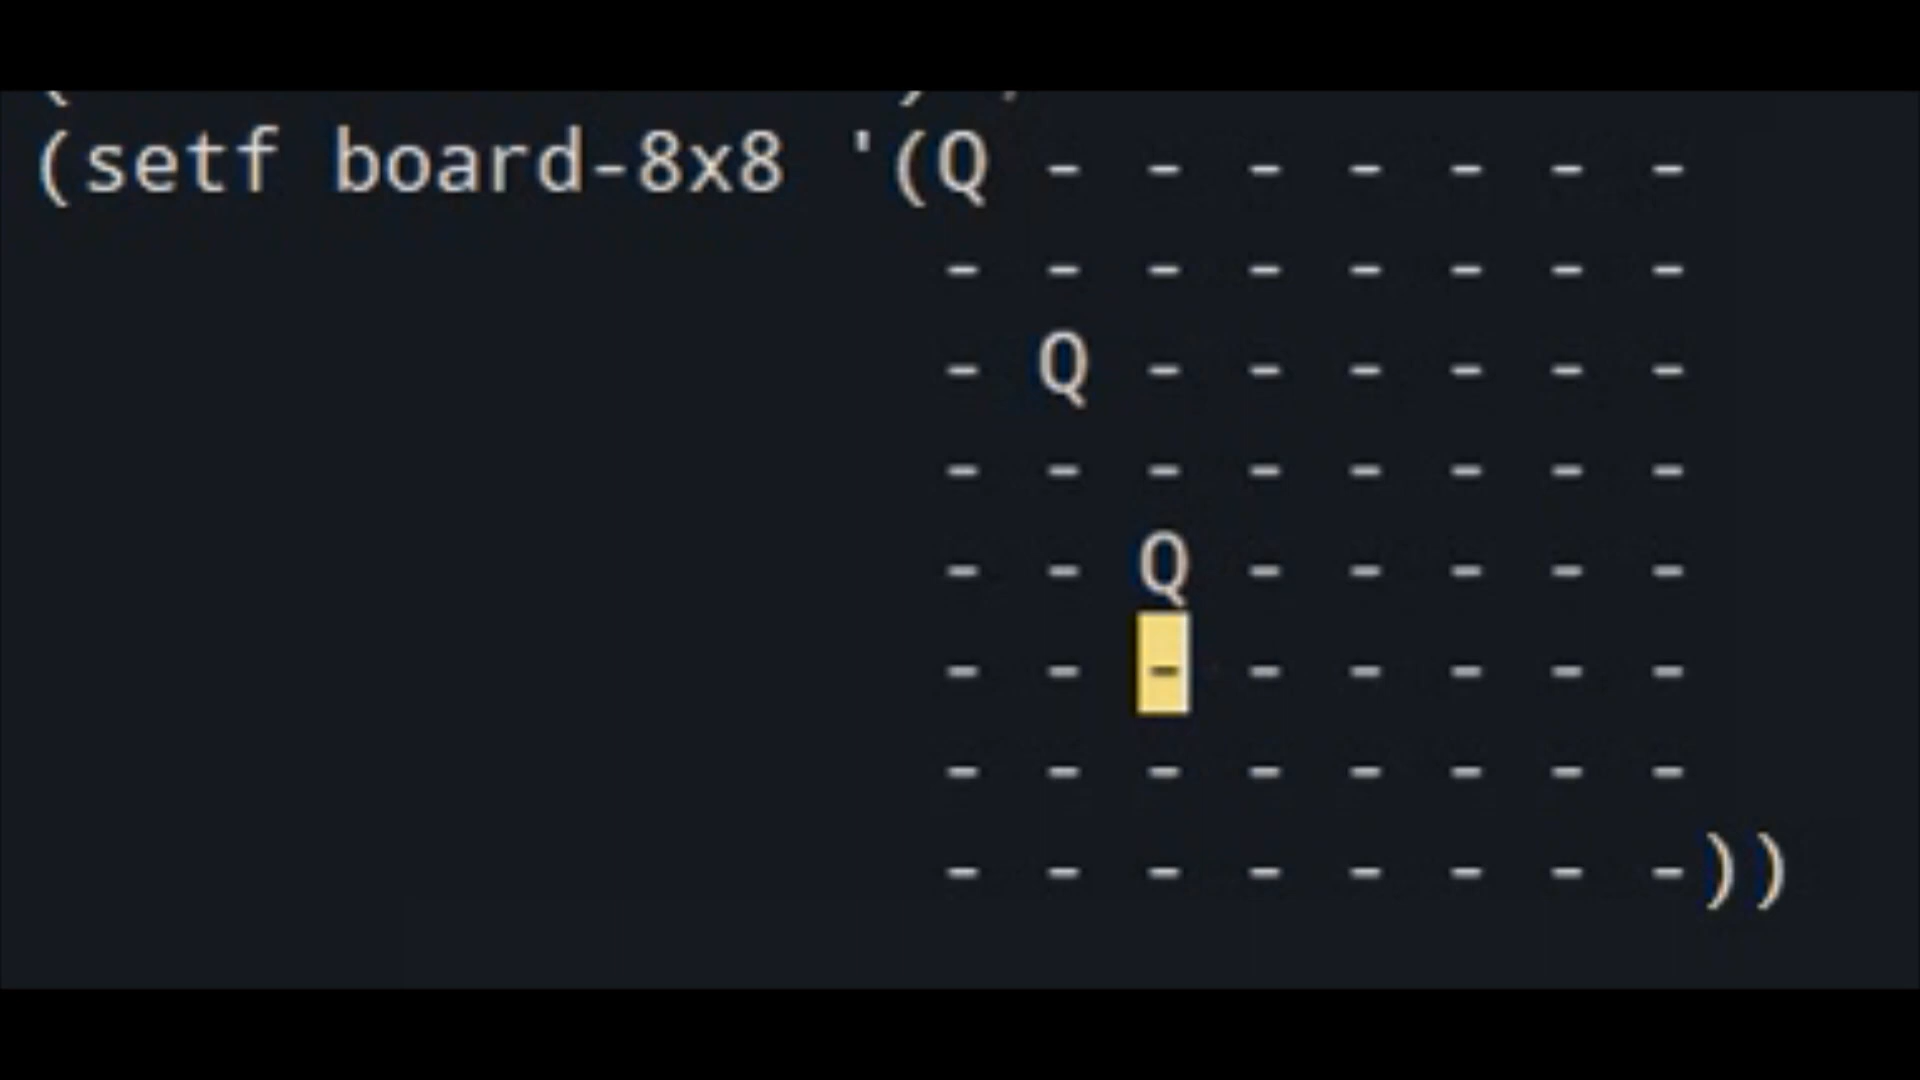 (setf board-8x8 '(Q - - - - - - -
- - - - - - - -
- Q - - - - - -
- - - - - - - -
- - Q - - - - -
- - - - - - - -
- - - - - - - -
- - - - - - - -))